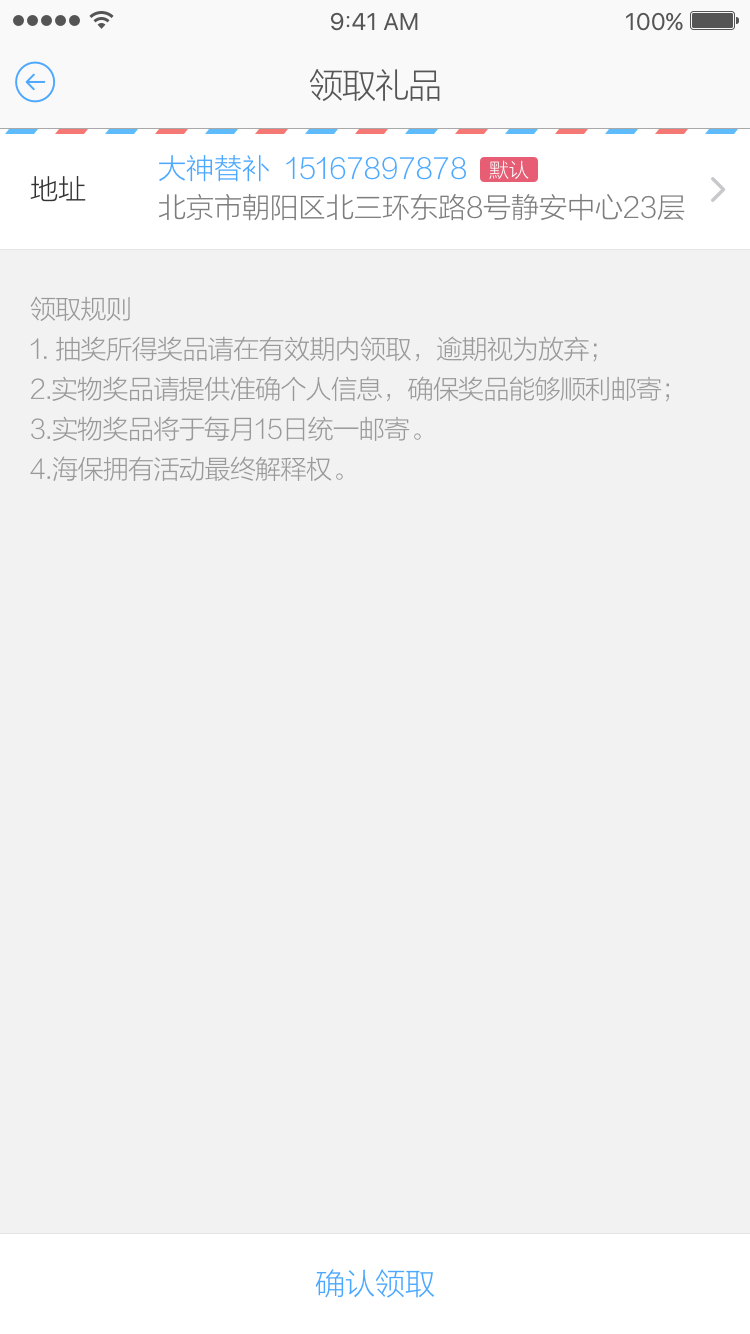 9:41 AM 100%
领取礼品
大神替补 15167897878 默认
地址
北京市朝阳区北三环东路8号静安中心23层
领取规则
1. 抽奖所得奖品请在有效期内领取，逾期视为放弃；
2.实物奖品请提供准确个人信息，确保奖品能够顺利邮寄；
3.实物奖品将于每月15日统一邮寄。
4.海保拥有活动最终解释权。
确认领取